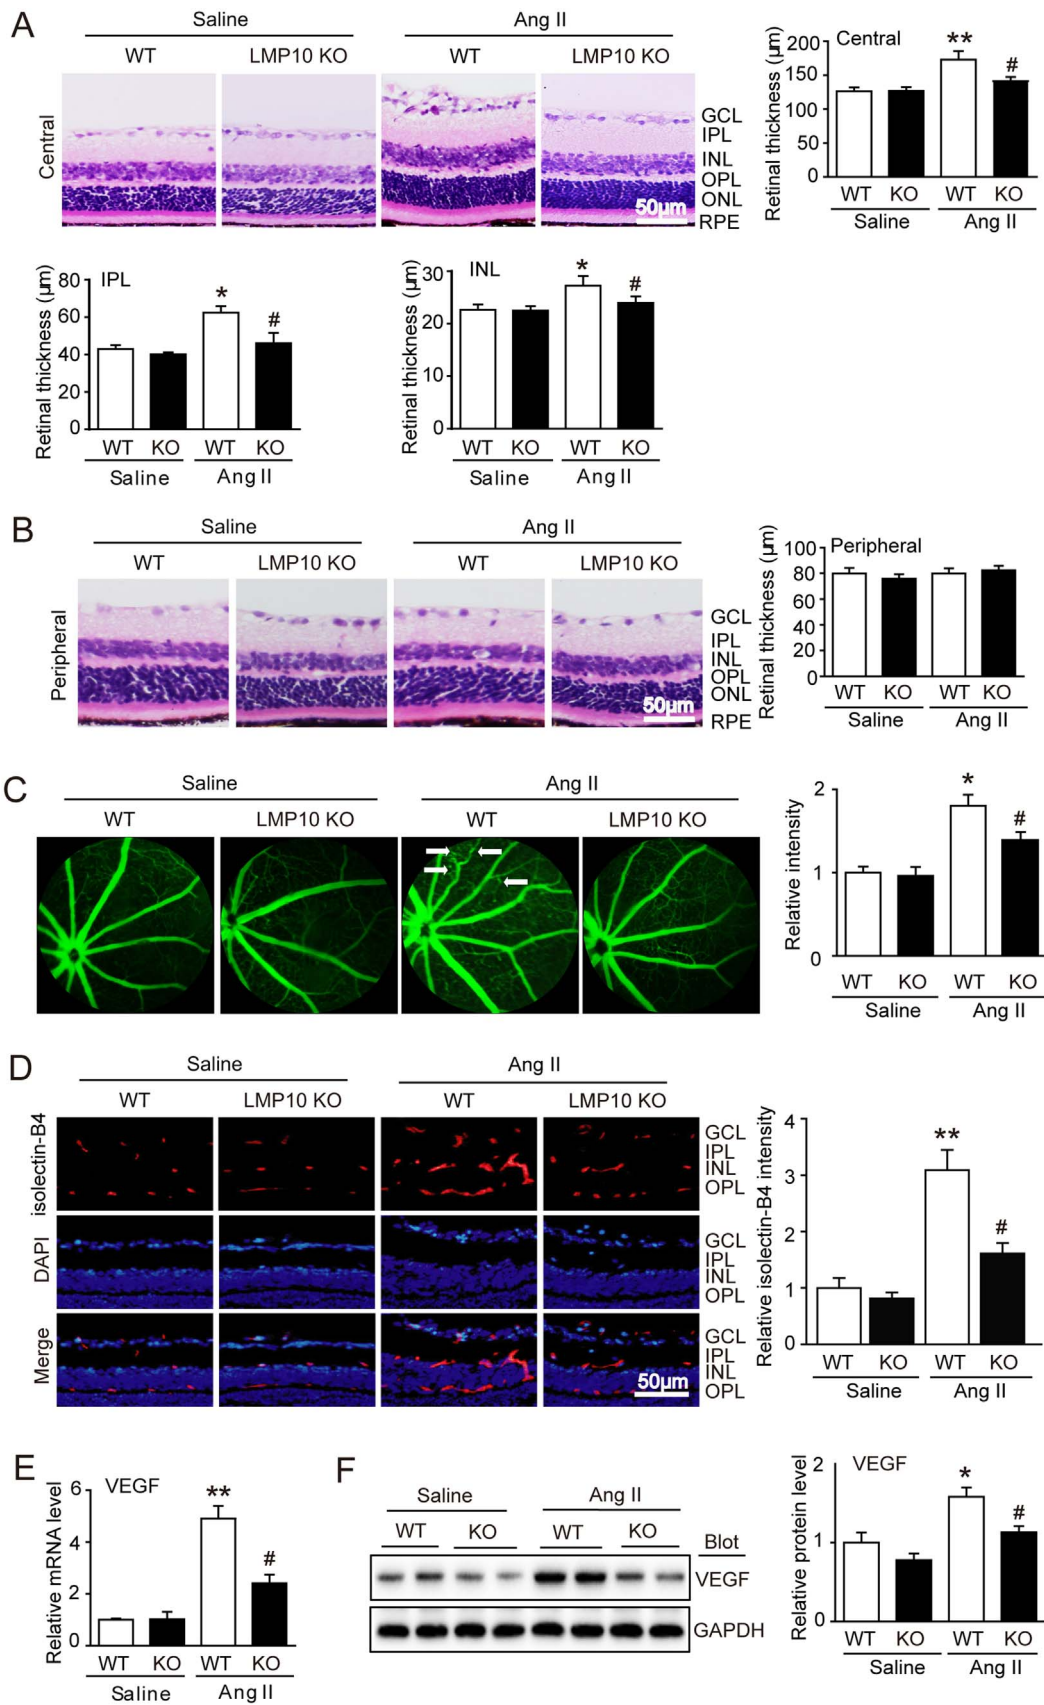 A
Saline
Ang II
WT
LMP10 KO
WT
LMP10 KO
Central
GCL
IPL
INL
OPL
ONL
RPE
50μm
Retinal thickness (μm)
Central
200
150
100
50
0
**
#
WT KO WT KO
Saline Ang II
Retinal thickness (μm)
IPL
80
60
40
20
0
*
#
WT KO WT KO
Saline Ang II
Retinal thickness (μm)
INL
30
20
10
0
*
#
WT KO WT KO
Saline Ang II
B
Saline
Ang II
WT
LMP10 KO
WT
LMP10 KO
Peripheral
GCL
IPL
INL
OPL
ONL
RPE
50μm
Retinal thickness (μm)
Peripheral
100
80
60
40
20
0
WT KO WT KO
Saline Ang II
C
Saline
Ang II
WT
LMP10 KO
WT
LMP10 KO
Relative intensity
2
1
0
*
#
WT KO WT KO
Saline Ang II
D
Saline
Ang II
WT
LMP10 KO
WT
LMP10 KO
isolectin-B4
GCL
IPL
INL
OPL
DAPI
GCL
IPL
INL
OPL
Merge
GCL
IPL
INL
OPL
50μm
Relative isolectin-B4 intensity
4
3
2
1
0
**
#
WT KO WT KO
Saline Ang II
E
Relative mRNA level
VEGF
6
4
2
0
**
#
WT KO WT KO
Saline Ang II
F
Saline
Ang II
WT KO WT KO
Blot
VEGF
GAPDH
Relative protein level
VEGF
2
1
0
*
#
WT KO WT KO
Saline Ang II